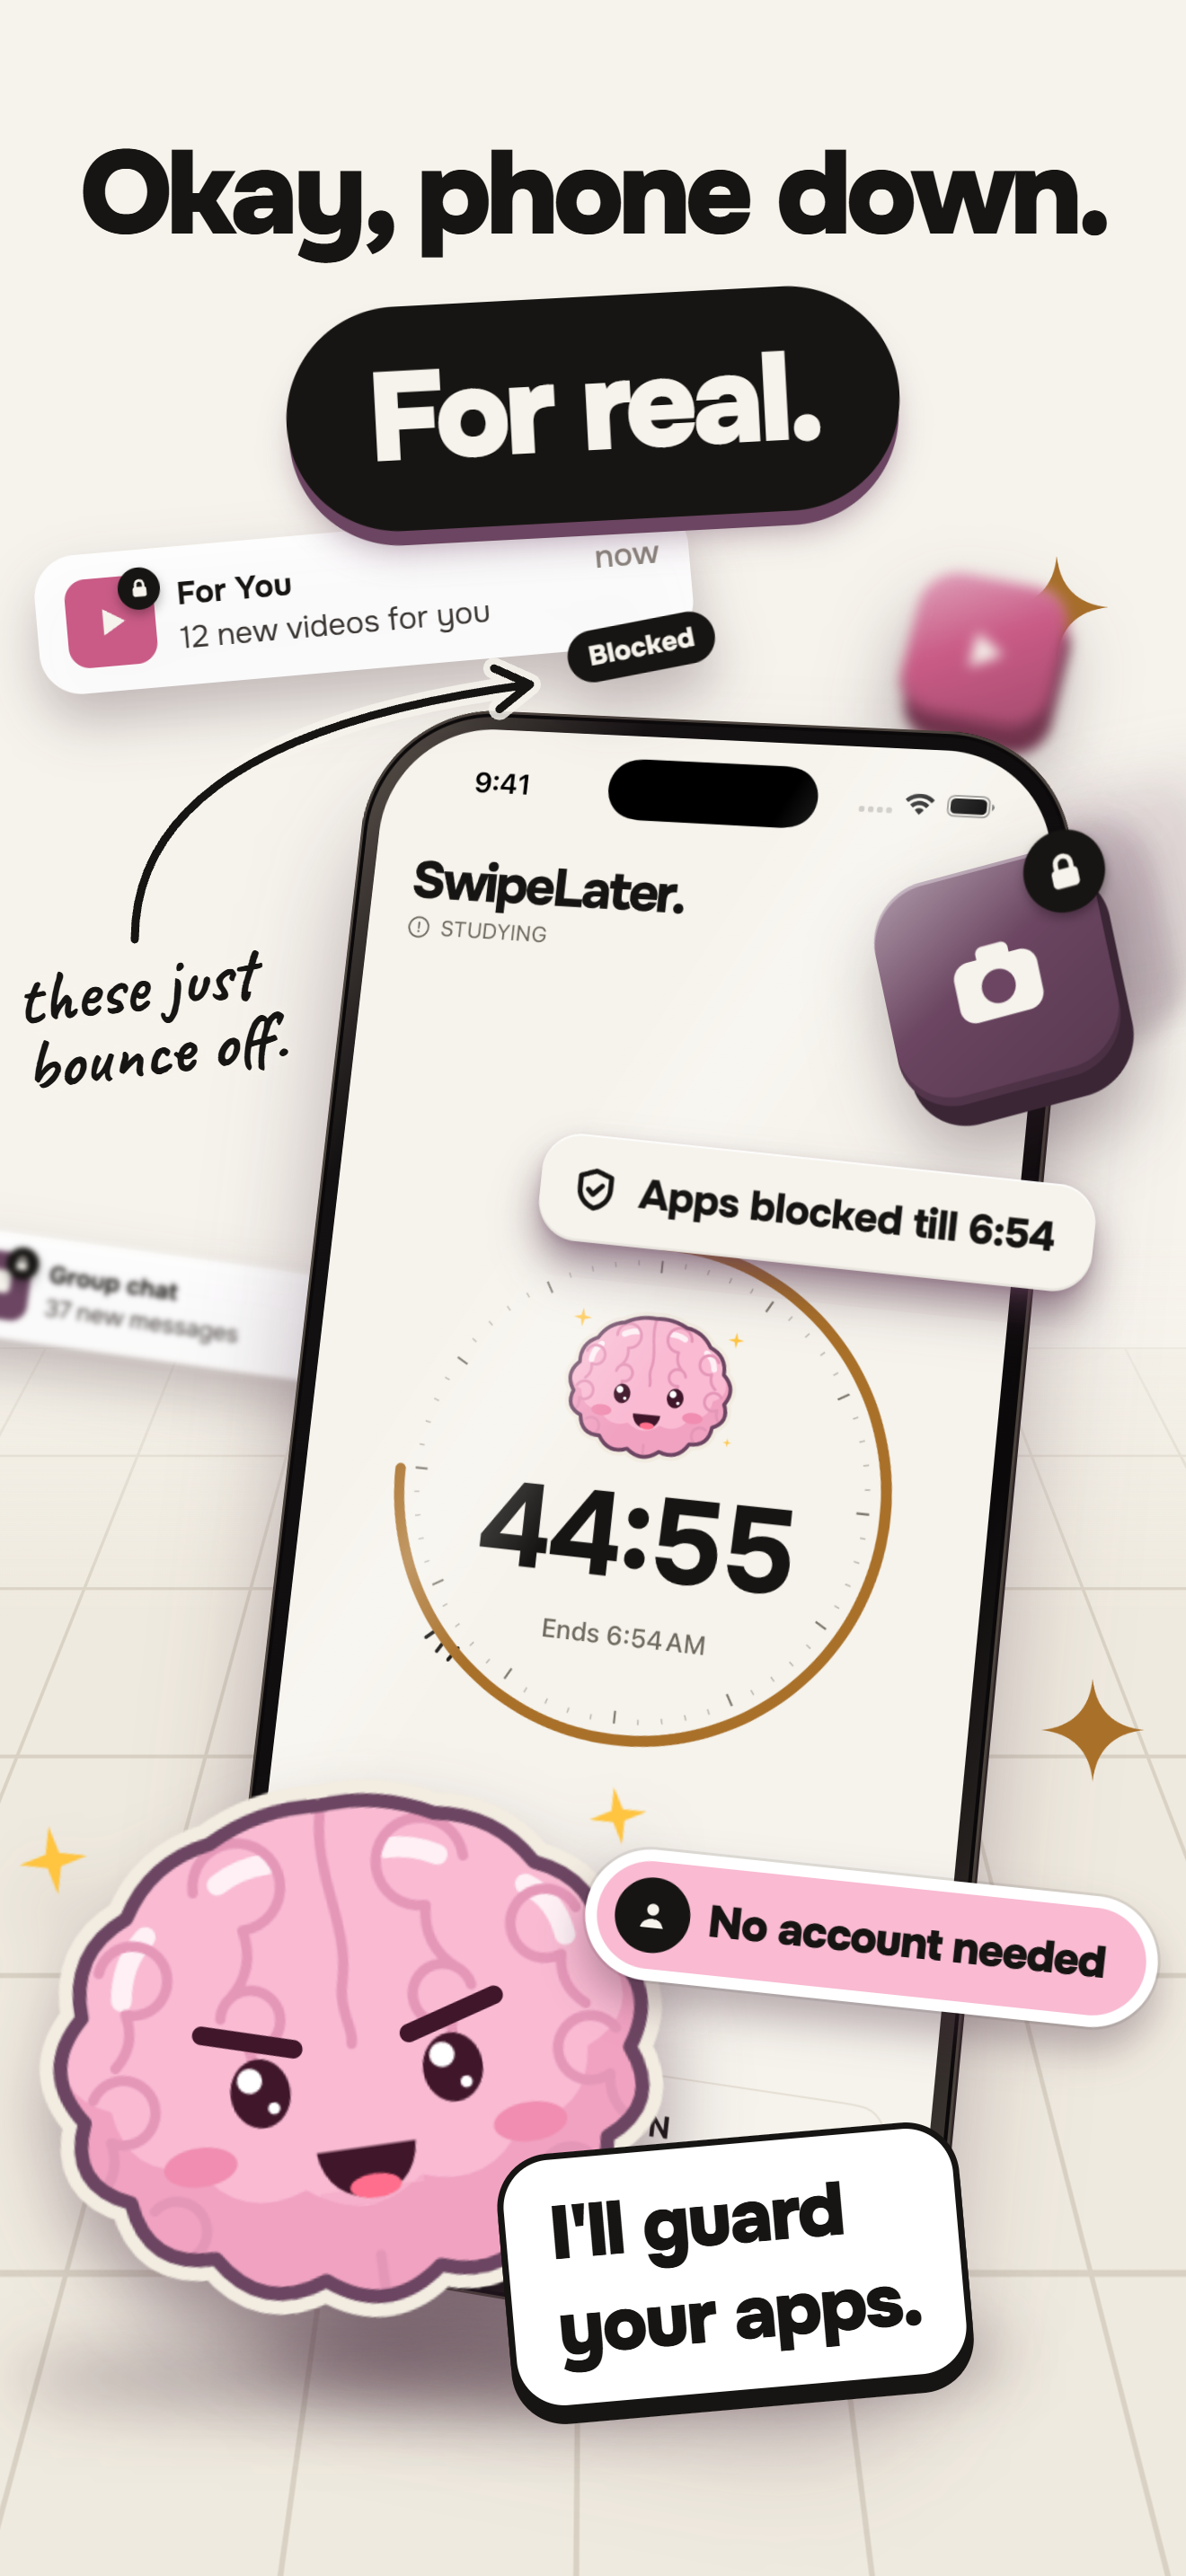 Okay, phone down.
For real.
now
For You
12 new videos for you
Blocked
9:41
SwipeLater.
STUDYING
these just
bounce off.
Apps blocked till 6:54
Group chat
37 new messages
44:55
Ends 6:54 AM
No account needed
N
I'll guard
your apps.